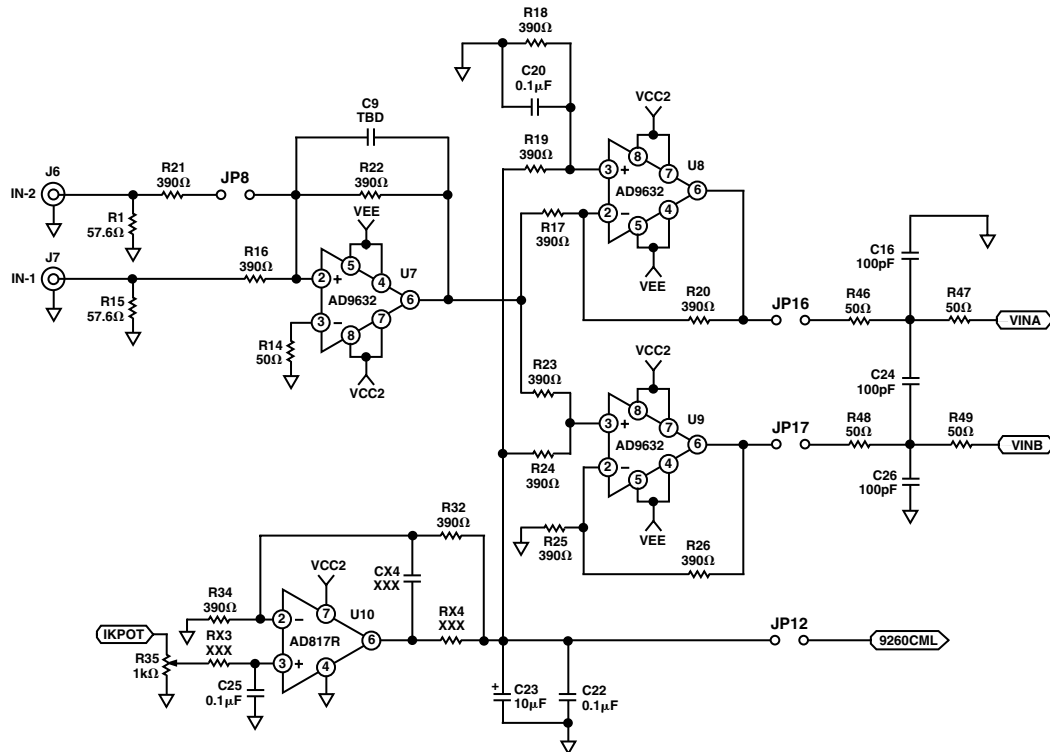 R18
390Ω
C20
0.1μF
VCC2
C9
TBD
R19
390Ω
8
U8
3
+
7
AD9632
6
2
−
4
5
VEE
J6
IN-2
R21
390Ω
JP8
R22
390Ω
R1
57.6Ω
VEE
R17
390Ω
C16
100pF
J7
IN-1
R16
390Ω
5
U7
2
+
4
AD9632
6
3
−
7
8
R15
57.6Ω
R14
50Ω
VCC2
R20
390Ω
JP16
R46
50Ω
R47
50Ω
VINA
R23
390Ω
VCC2
C24
100pF
8
U9
3
+
7
AD9632
6
2
−
4
5
VEE
JP17
R48
50Ω
R49
50Ω
VINB
R24
390Ω
C26
100pF
R32
390Ω
R25
390Ω
R26
390Ω
CX4
XXX
VCC2
R34
390Ω
U10
7
2
−
AD817R
6
3
+
4
RX4
XXX
JP12
9260CML
IKPOT
RX3
XXX
R35
1kΩ
C25
0.1μF
+
C23
10μF
C22
0.1μF